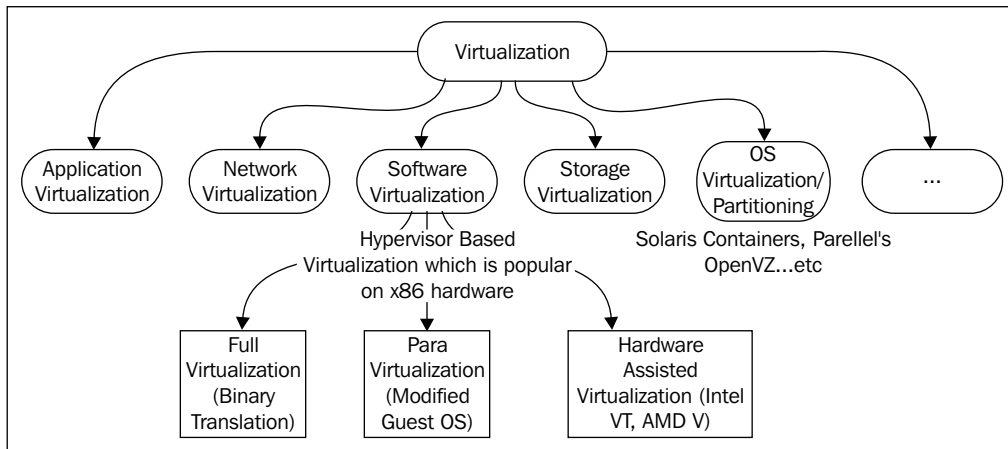 Virtualization
Application
Virtualization
Network
Virtualization
Software
Virtualization
Storage
Virtualization
OS
Virtualization/
Partitioning
...
Hypervisor Based
Virtualization which is popular
on x86 hardware
Solaris Containers, Parellel's
OpenVZ...etc
Full
Virtualization
(Binary
Translation)
Para
Virtualization
(Modified
Guest OS)
Hardware
Assisted
Virtualization (Intel
VT, AMD V)